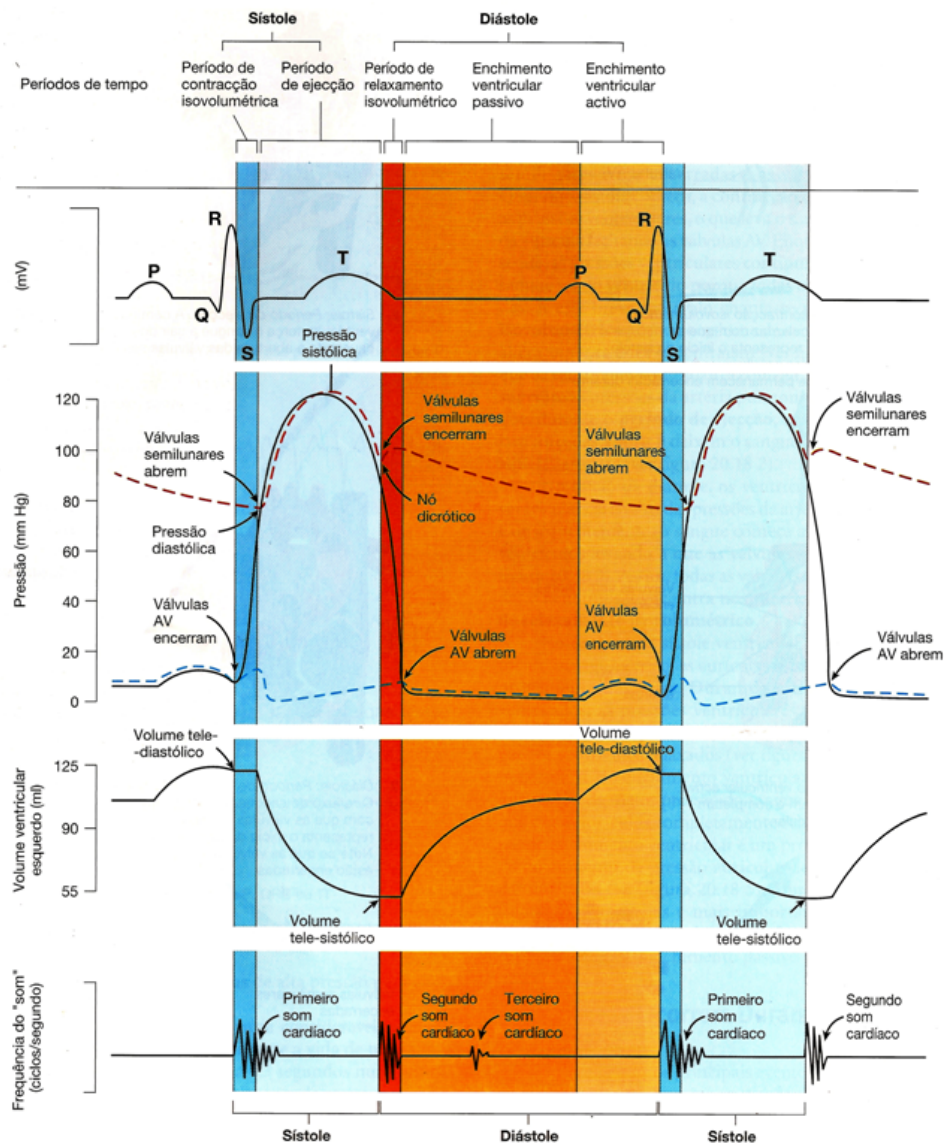 Sístole
Diástole
Períodos de tempo
Período de
contracção
isovolumétrica
Período
de ejecção
Período de
relaxamento
isovolumétrico
Enchimento
ventricular
passivo
Enchimento
ventricular
activo
(mV)
P
R
Q
S
T
P
R
Q
S
T
Pressão
sistólica
Pressão (mm Hg)
120
100
80
60
40
20
0
Válvulas
semilunares
abrem
Pressão
diastólica
Válvulas
AV
encerram
Válvulas
semilunares
encerram
Nó
dicrótico
Válvulas
AV abrem
Válvulas
semilunares
abrem
Válvulas
AV
encerram
Válvulas
semilunares
encerram
Válvulas
AV abrem
Volume ventricular
esquerdo (ml)
125
90
55
Volume tele-
-diastólico
Volume
tele-sistólico
Volume
tele-diastólico
Volume
tele-sistólico
Frequência do "som"
(ciclos/segundo)
Primeiro
som
cardíaco
Segundo
som
cardíaco
Terceiro
som
cardíaco
Primeiro
som
cardíaco
Segundo
som
cardíaco
Sístole
Diástole
Sístole